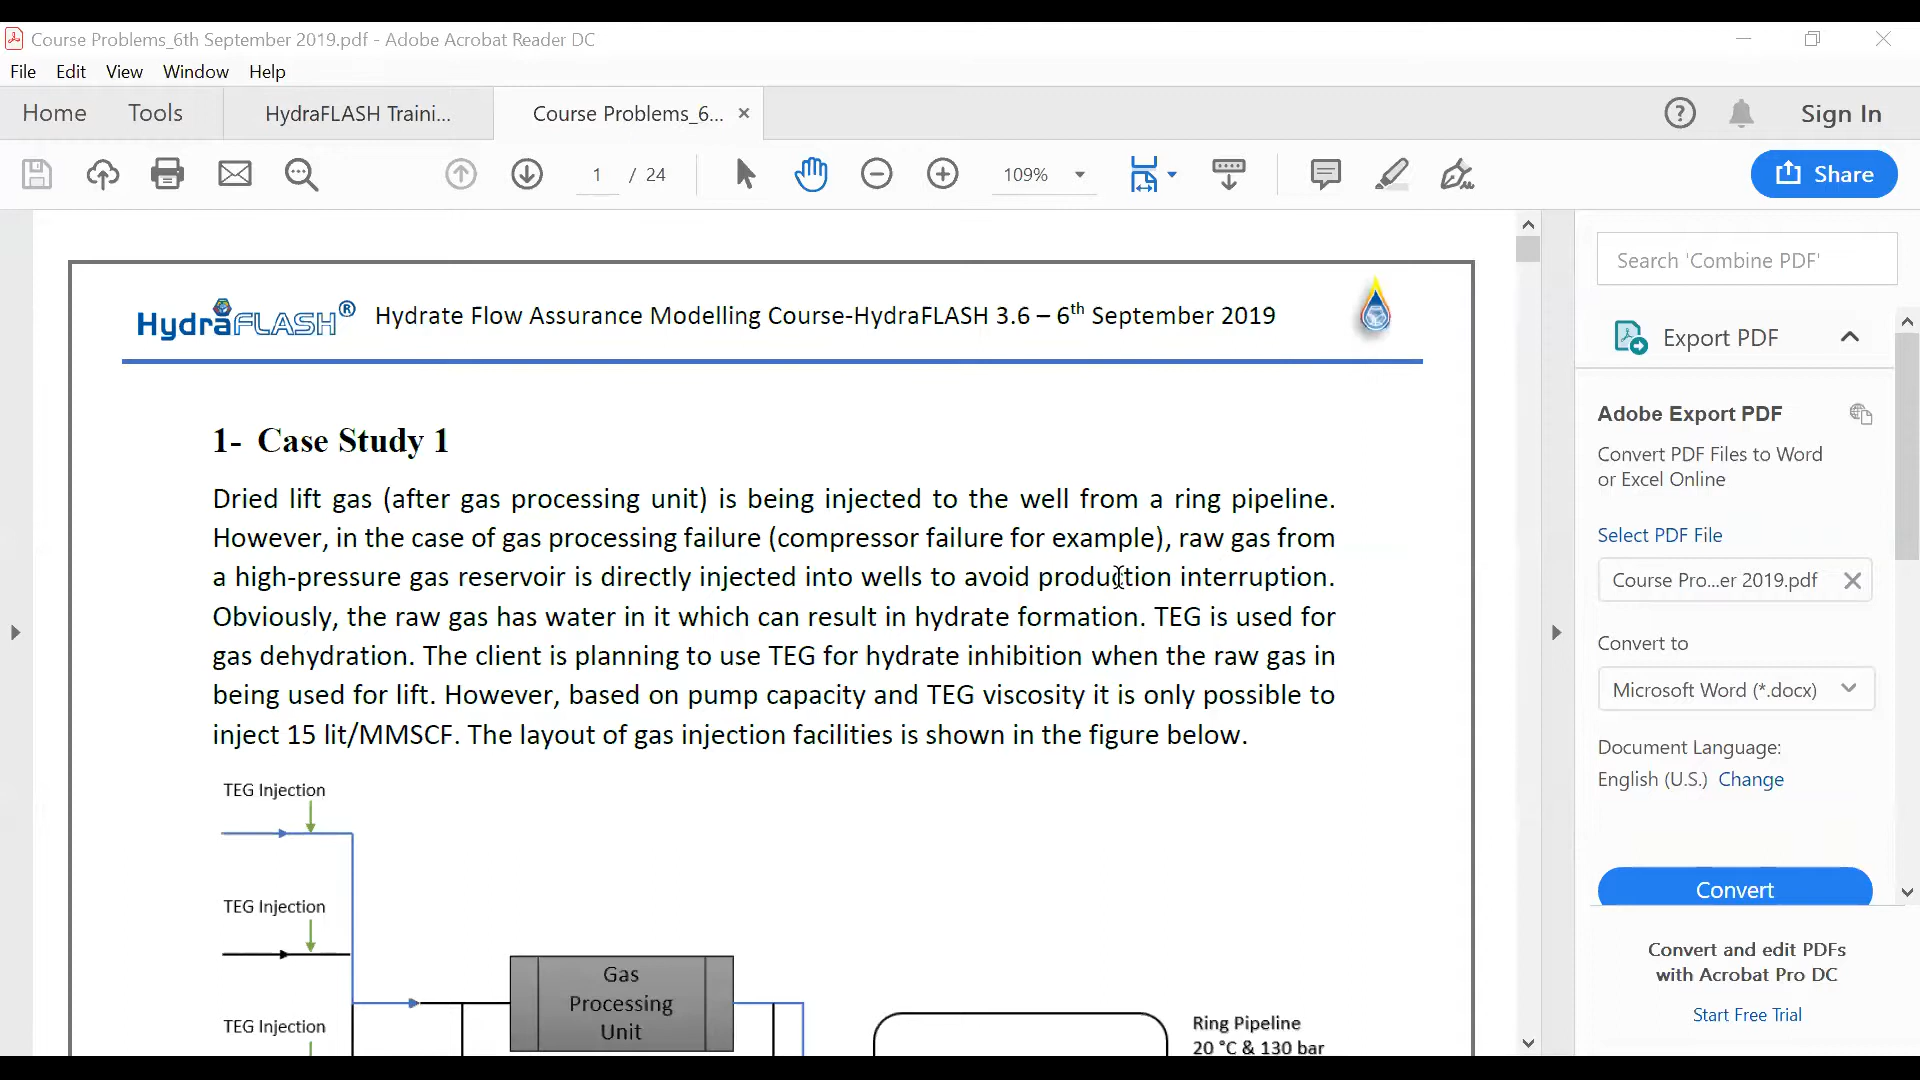 Course Problems_6th September 2019.pdf - Adobe Acrobat Reader DC
File Edit View Window Help
Home Tools HydraFLASH Traini... Course Problems_6... Sign In
1 / 24 109% Share
Search 'Combine PDF'
HydraFLASH® Hydrate Flow Assurance Modelling Course-HydraFLASH 3.6 – 6th September 2019
Export PDF
Adobe Export PDF
Convert PDF Files to Word
or Excel Online
Select PDF File
Course Pro...er 2019.pdf
Convert to
Microsoft Word (*.docx)
Document Language:
English (U.S.) Change
Convert
Convert and edit PDFs
with Acrobat Pro DC
Start Free Trial
1- Case Study 1
Dried lift gas (after gas processing unit) is being injected to the well from a ring pipeline.
However, in the case of gas processing failure (compressor failure for example), raw gas from
a high-pressure gas reservoir is directly injected into wells to avoid production interruption.
Obviously, the raw gas has water in it which can result in hydrate formation. TEG is used for
gas dehydration. The client is planning to use TEG for hydrate inhibition when the raw gas in
being used for lift. However, based on pump capacity and TEG viscosity it is only possible to
inject 15 lit/MMSCF. The layout of gas injection facilities is shown in the figure below.
TEG Injection
TEG Injection
TEG Injection
Gas
Processing
Unit
Ring Pipeline
20 °C & 130 bar